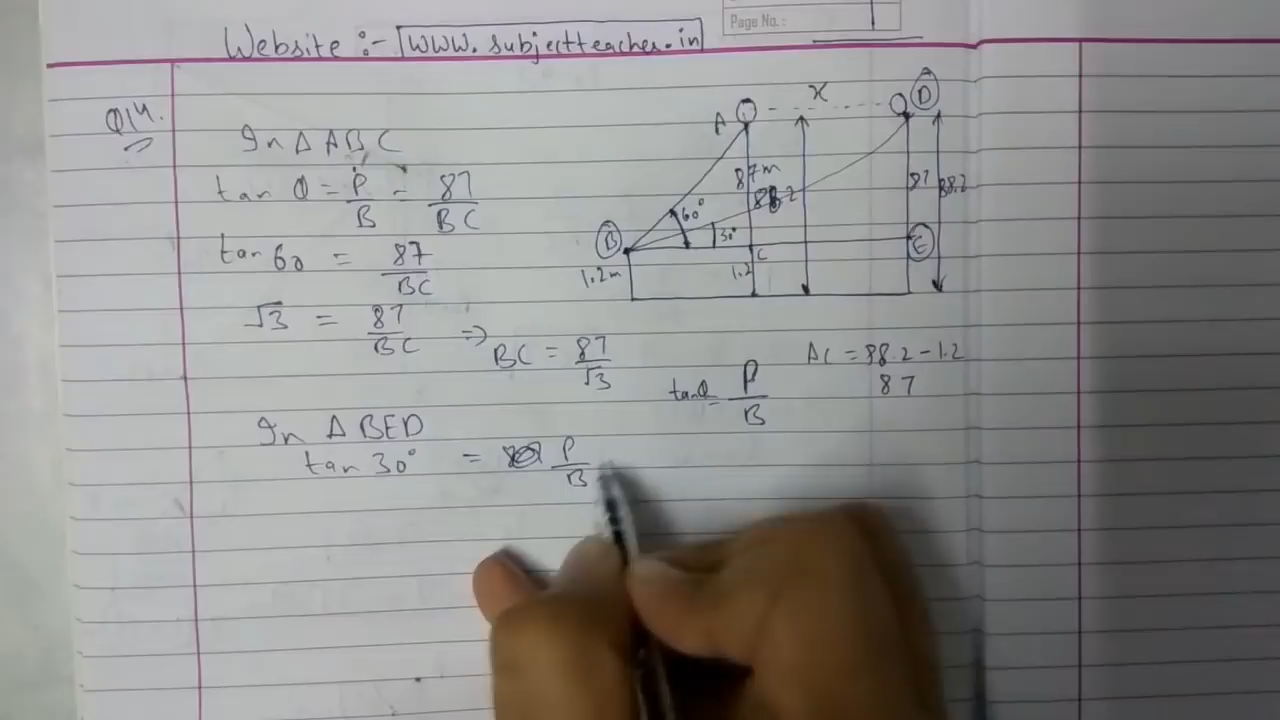 Page No. :
Website :- www.subjectteacher.in
Q14.
In Δ ABC
tan θ = P/B = 87/BC
tan 60 = 87/BC
√3 = 87/BC ⇒ BC = 87/√3
In Δ BED
tan 30° = P/B
A x D
87m
88.2
87 88.2
60°
30°
B C E
1.2m 1.2
AC = 88.2 - 1.2
87
tanθ = P/B